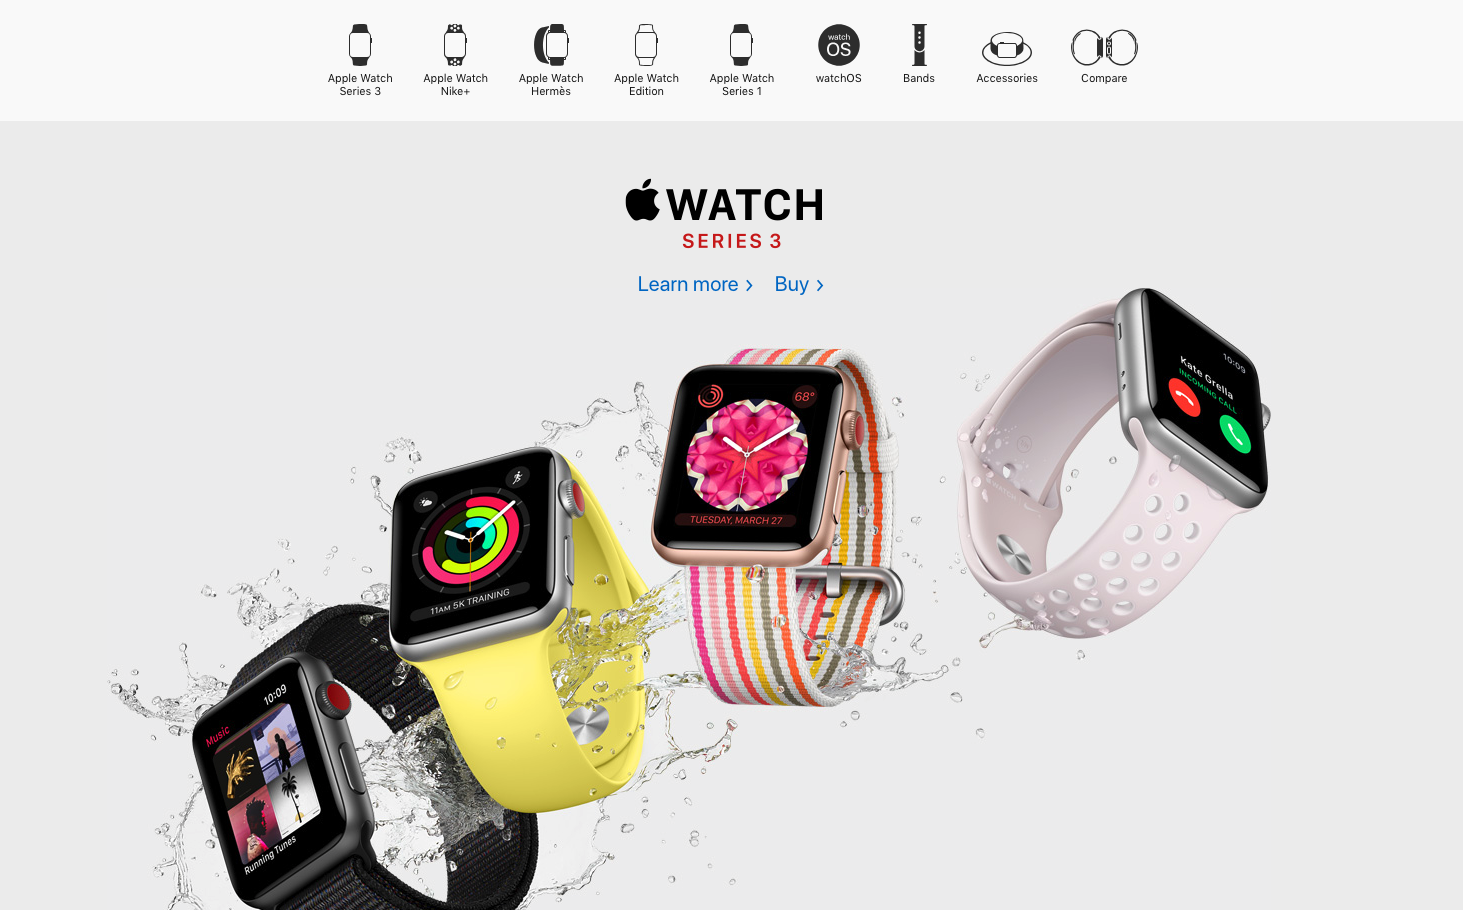 Apple Watch
Series 3
Apple Watch
Nike+
Apple Watch
Hermès
Apple Watch
Edition
Apple Watch
Series 1
watch
OS
watchOS
Bands
Accessories
Compare
WATCH
SERIES 3
Learn more ›
Buy ›
10:09
Kate Grella
INCOMING CALL
68°
TUESDAY, MARCH 27
11AM 5K TRAINING
10:09
Music
Running Tunes